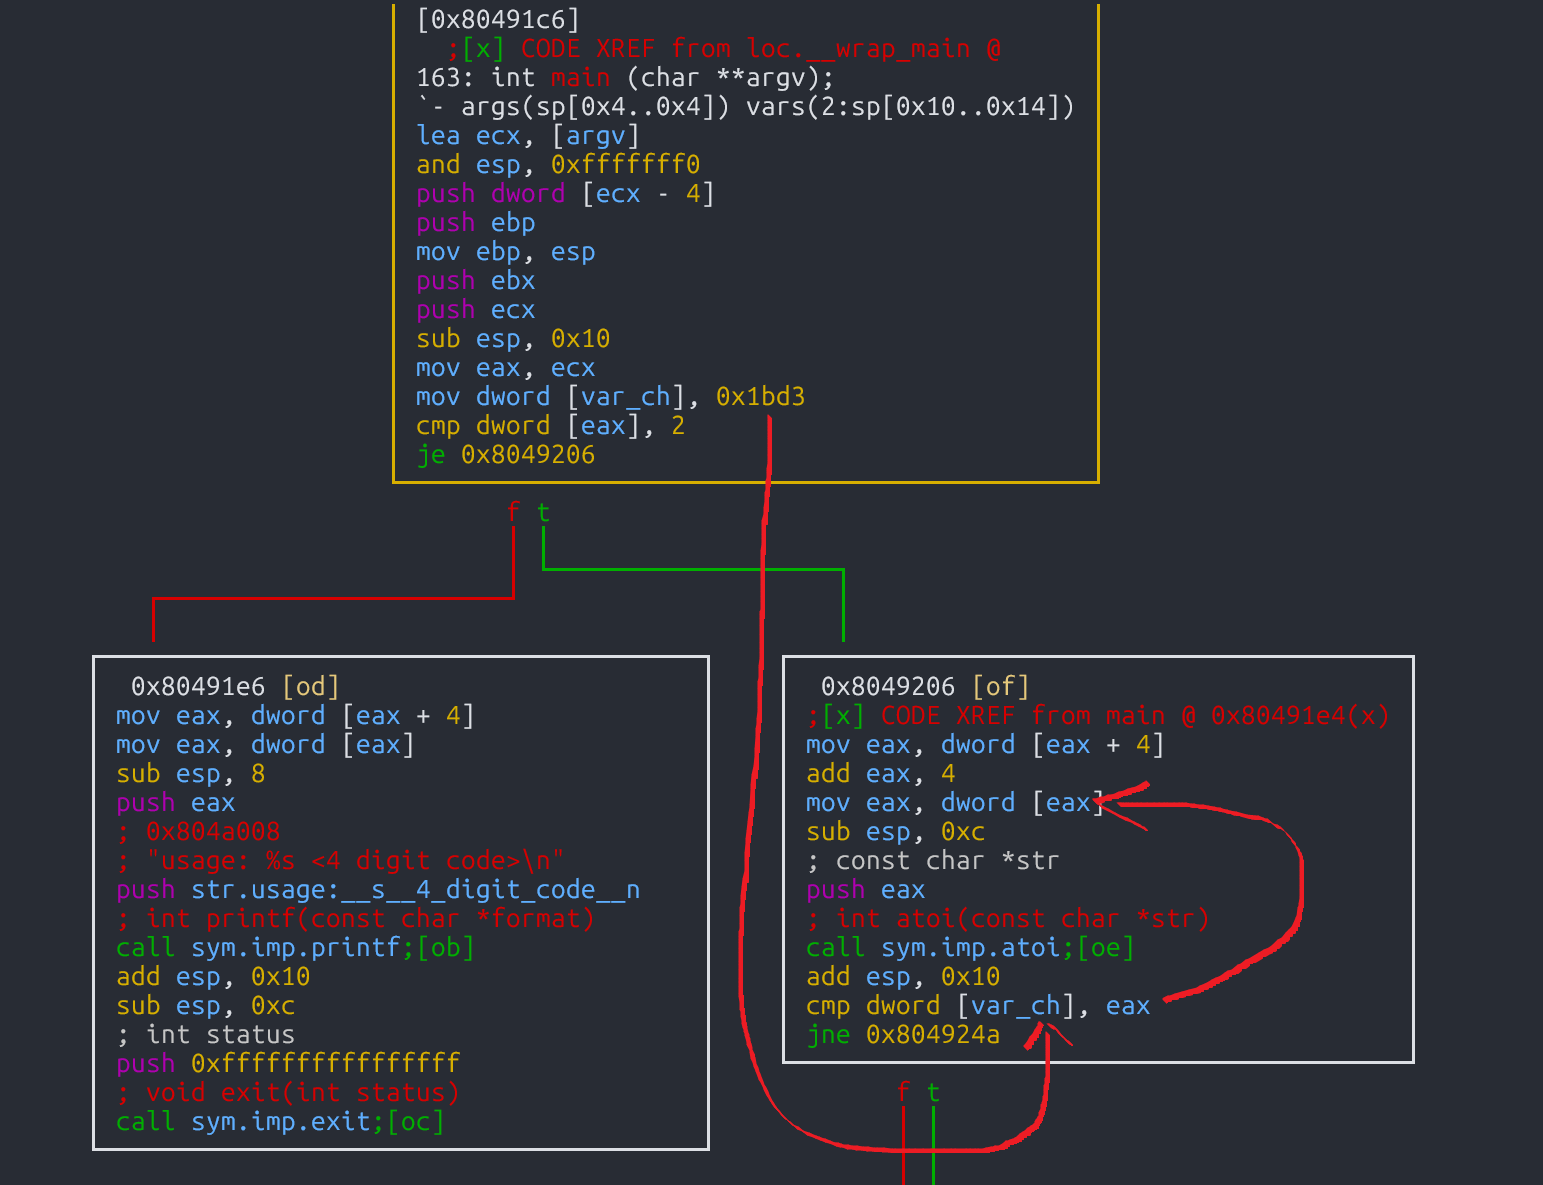 [0x80491c6]
;[x] CODE XREF from loc.__wrap_main @
163: int main (char **argv);
`- args(sp[0x4..0x4]) vars(2:sp[0x10..0x14])
lea ecx, [argv]
and esp, 0xfffffff0
push dword [ecx - 4]
push ebp
mov ebp, esp
push ebx
push ecx
sub esp, 0x10
mov eax, ecx
mov dword [var_ch], 0x1bd3
cmp dword [eax], 2
je 0x8049206
f t
0x80491e6 [od]
mov eax, dword [eax + 4]
mov eax, dword [eax]
sub esp, 8
push eax
; 0x804a008
; "usage: %s <4 digit code>\n"
push str.usage:__s__4_digit_code__n
; int printf(const char *format)
call sym.imp.printf;[ob]
add esp, 0x10
sub esp, 0xc
; int status
push 0xffffffffffffffff
; void exit(int status)
call sym.imp.exit;[oc]
0x8049206 [of]
;[x] CODE XREF from main @ 0x80491e4(x)
mov eax, dword [eax + 4]
add eax, 4
mov eax, dword [eax]
sub esp, 0xc
; const char *str
push eax
; int atoi(const char *str)
call sym.imp.atoi;[oe]
add esp, 0x10
cmp dword [var_ch], eax
jne 0x804924a
f t